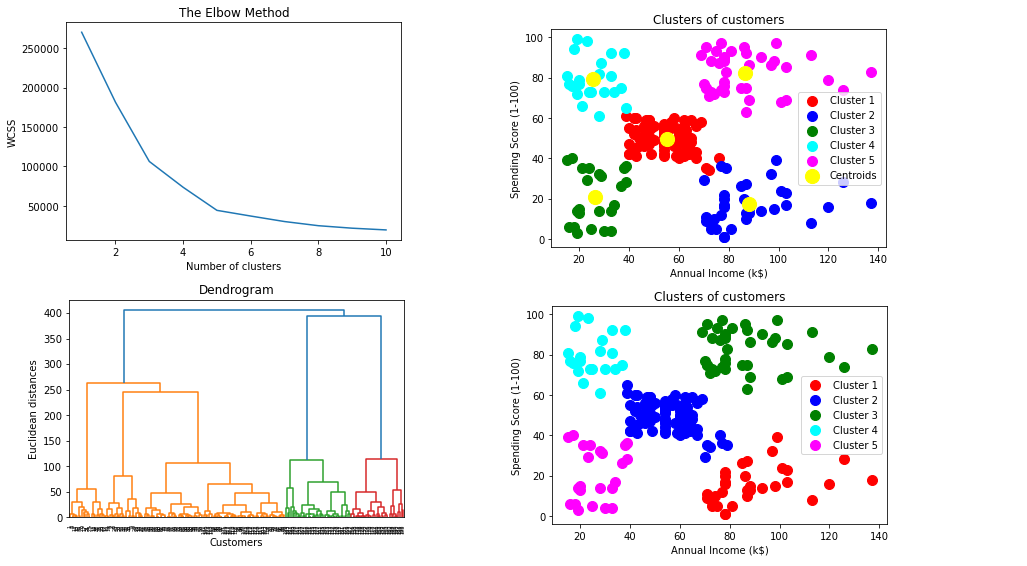 The Elbow Method
250000
200000
150000
100000
50000
WCSS
2 4 6 8 10
Number of clusters
Clusters of customers
100
80
60
40
20
0
Spending Score (1-100)
Cluster 1
Cluster 2
Cluster 3
Cluster 4
Cluster 5
Centroids
20 40 60 80 100 120 140
Annual Income (k$)
Dendrogram
400
350
300
250
200
150
100
50
0
Euclidean distances
Customers
Clusters of customers
100
80
60
40
20
0
Spending Score (1-100)
Cluster 1
Cluster 2
Cluster 3
Cluster 4
Cluster 5
20 40 60 80 100 120 140
Annual Income (k$)